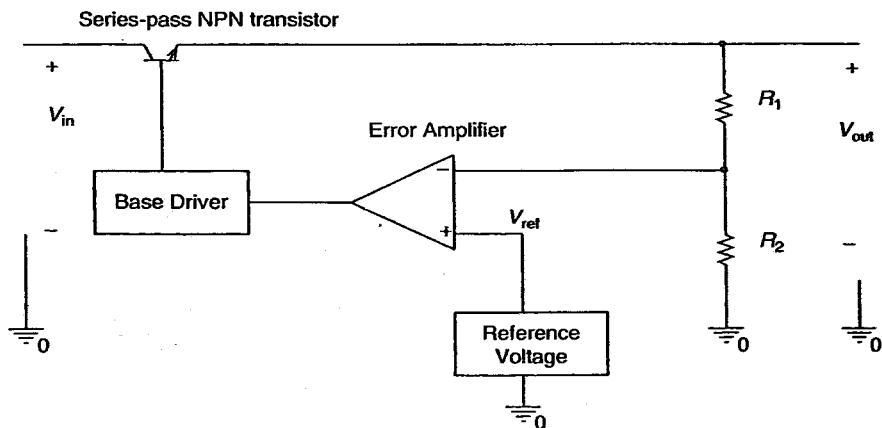 Series-pass NPN transistor
+
+
V_in
R_1
Error Amplifier
V_out
−
Base Driver
V_ref
−
+
R_2
−
Reference
Voltage
0
0
0
0